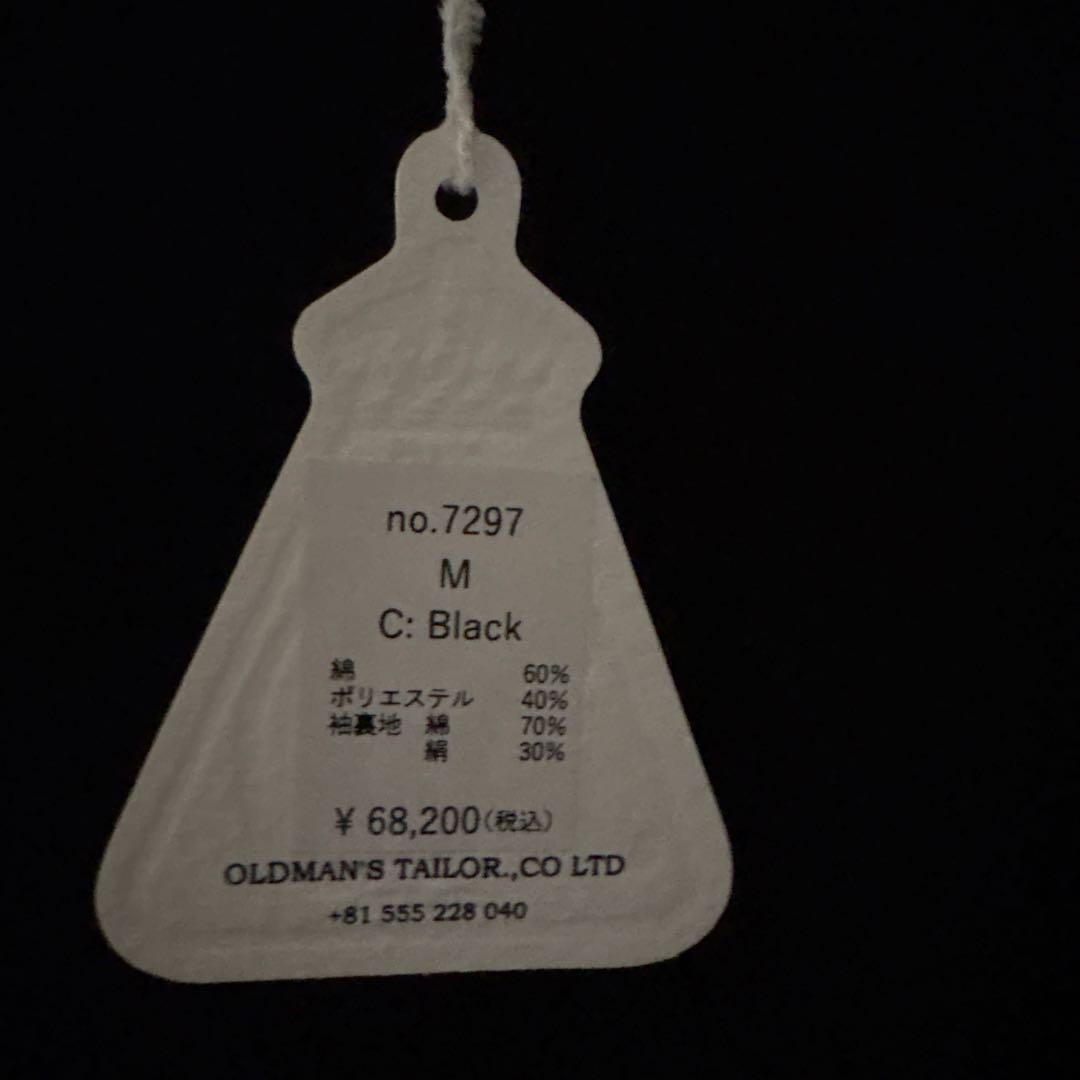 no.7297
M
C: Black
綿 60%
ポリエステル 40%
袖裏地 綿 70%
絹 30%
¥ 68,200(税込)
OLDMAN'S TAILOR.,CO LTD
+81 555 228 040